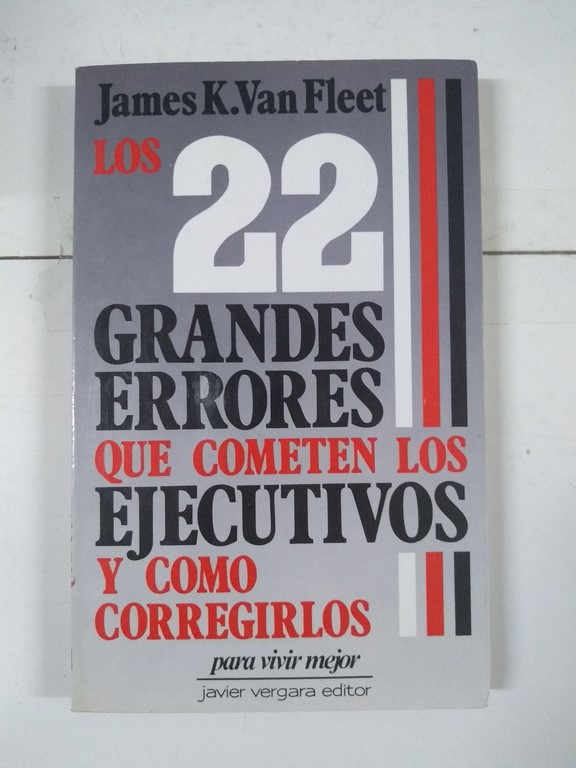 James K. Van Fleet
LOS
22
GRANDES
ERRORES
QUE COMETEN LOS
EJECUTIVOS
Y COMO
CORREGIRLOS
para vivir mejor
javier vergara editor